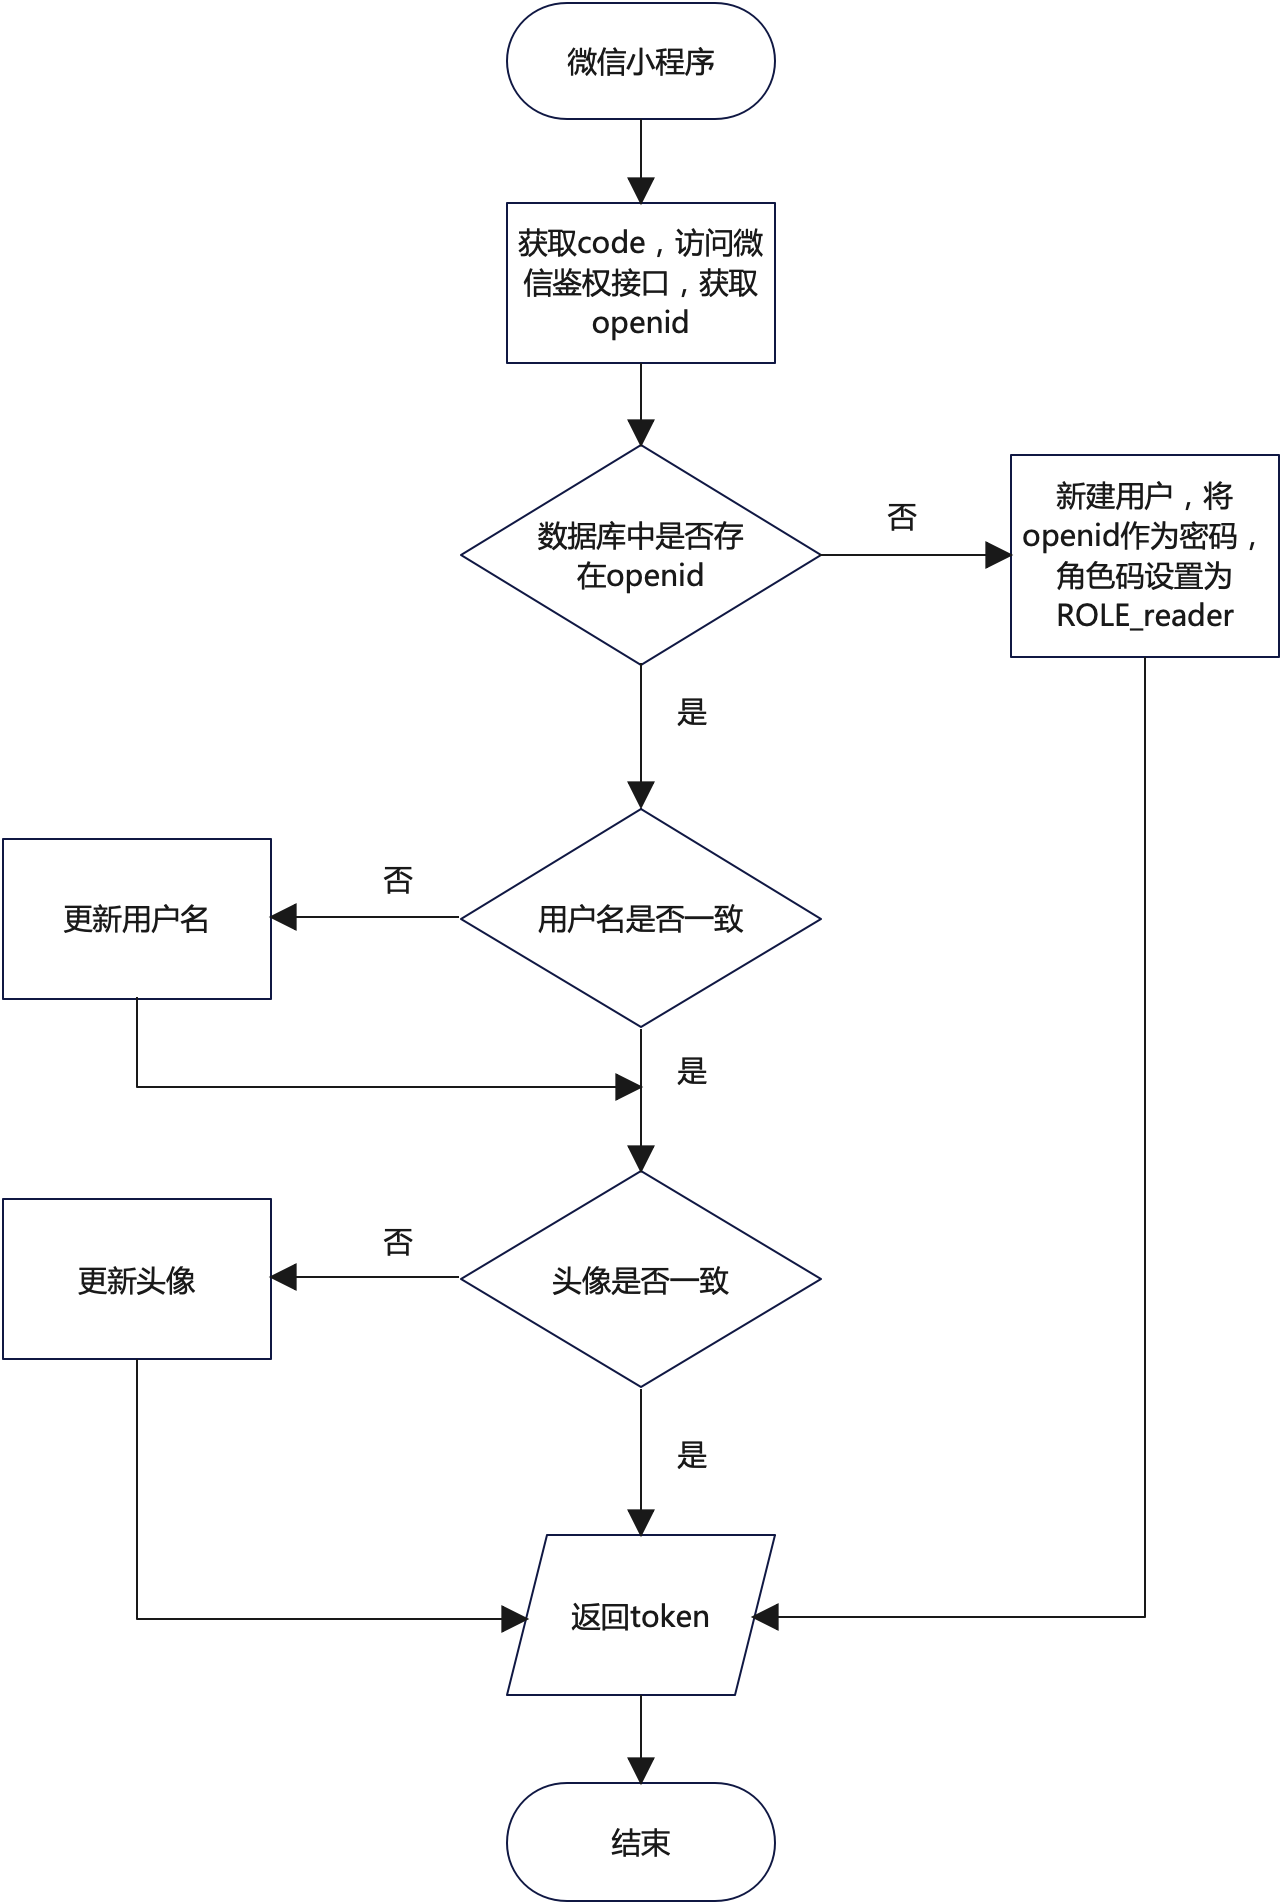 微信小程序
获取code，访问微
信鉴权接口，获取
openid
数据库中是否存
在openid
否
新建用户，将
openid作为密码，
角色码设置为
ROLE_reader
是
用户名是否一致
否
更新用户名
是
头像是否一致
否
更新头像
是
返回token
结束